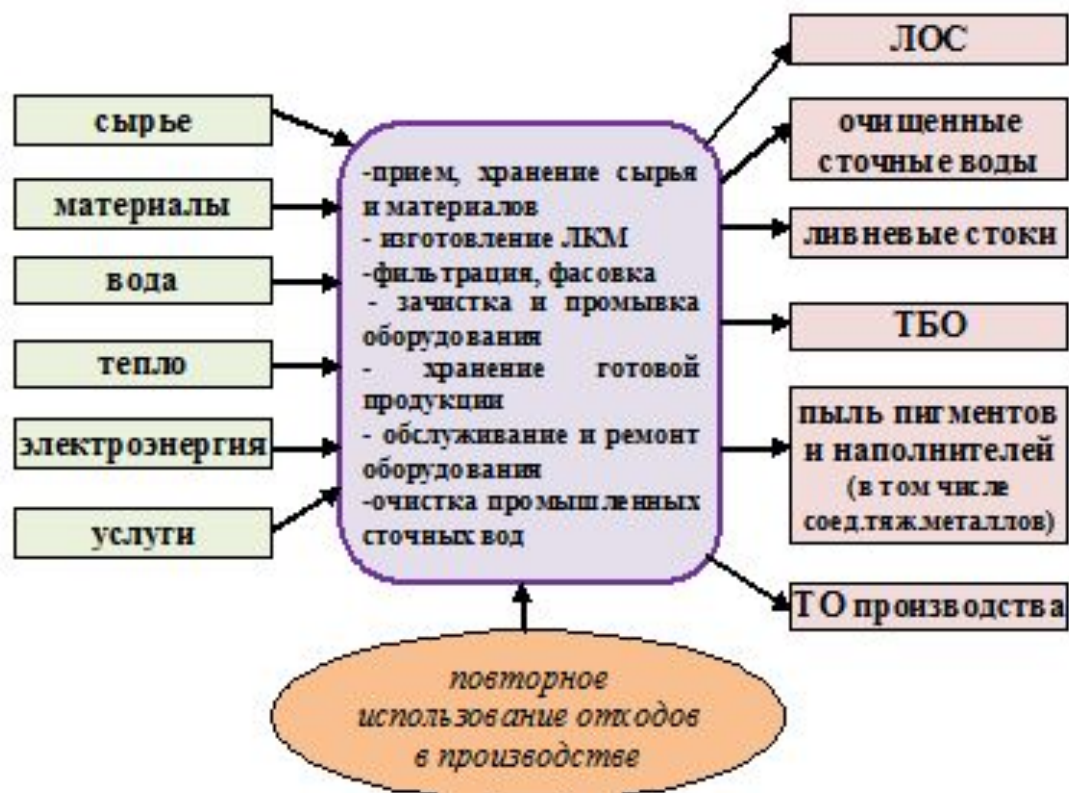 сырье
материалы
вода
тепло
электроэнергия
услуги
-прием, хранение сырья
и материалов
- изготовление ЛКМ
-фильтрация, фасовка
- зачистка и промывка
оборудования
- хранение готовой
продукции
- обслуживание и ремонт
оборудования
-очистка промышленных
сточных вод
ЛОС
очищенные
сточные воды
ливневые стоки
ТБО
пыль пигментов
и наполнителей
(в том числе
соед.тяж.металлов)
ТО производства
повторное
использование отходов
в производстве